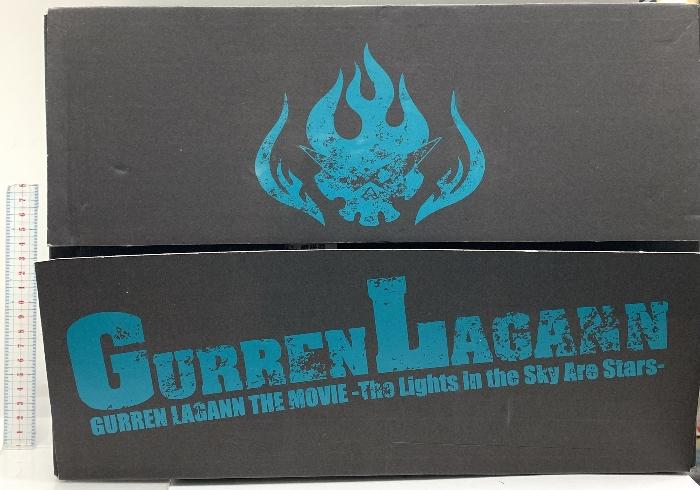 GURREN LAGANN
GURREN LAGANN THE MOVIE -The Lights in the Sky Are Stars-